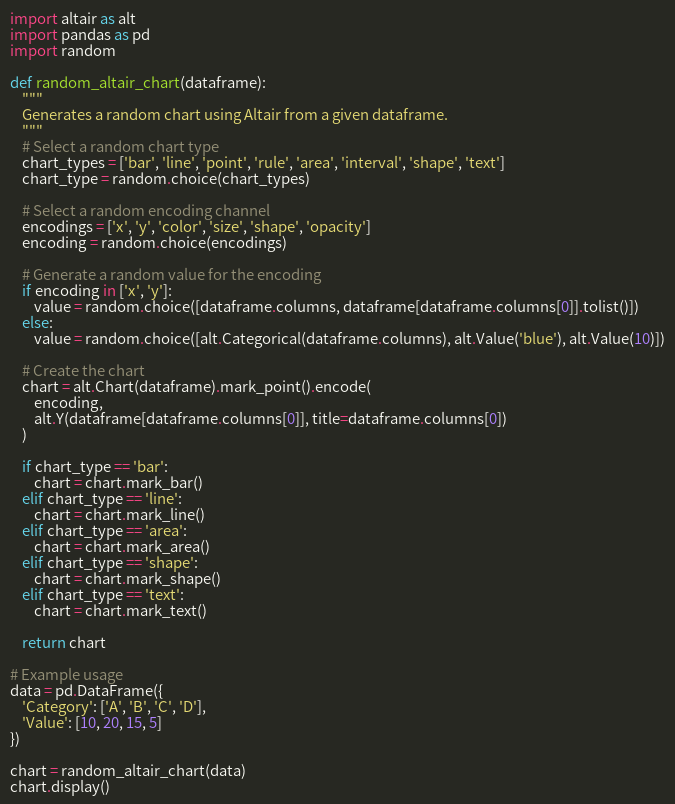 import altair as alt
import pandas as pd
import random

def random_altair_chart(dataframe):
    """
    Generates a random chart using Altair from a given dataframe.
    """
    # Select a random chart type
    chart_types = ['bar', 'line', 'point', 'rule', 'area', 'interval', 'shape', 'text']
    chart_type = random.choice(chart_types)

    # Select a random encoding channel
    encodings = ['x', 'y', 'color', 'size', 'shape', 'opacity']
    encoding = random.choice(encodings)

    # Generate a random value for the encoding
    if encoding in ['x', 'y']:
        value = random.choice([dataframe.columns, dataframe[dataframe.columns[0]].tolist()])
    else:
        value = random.choice([alt.Categorical(dataframe.columns), alt.Value('blue'), alt.Value(10)])

    # Create the chart
    chart = alt.Chart(dataframe).mark_point().encode(
        encoding,
        alt.Y(dataframe[dataframe.columns[0]], title=dataframe.columns[0])
    )

    if chart_type == 'bar':
        chart = chart.mark_bar()
    elif chart_type == 'line':
        chart = chart.mark_line()
    elif chart_type == 'area':
        chart = chart.mark_area()
    elif chart_type == 'shape':
        chart = chart.mark_shape()
    elif chart_type == 'text':
        chart = chart.mark_text()

    return chart

# Example usage
data = pd.DataFrame({
    'Category': ['A', 'B', 'C', 'D'],
    'Value': [10, 20, 15, 5]
})

chart = random_altair_chart(data)
chart.display()